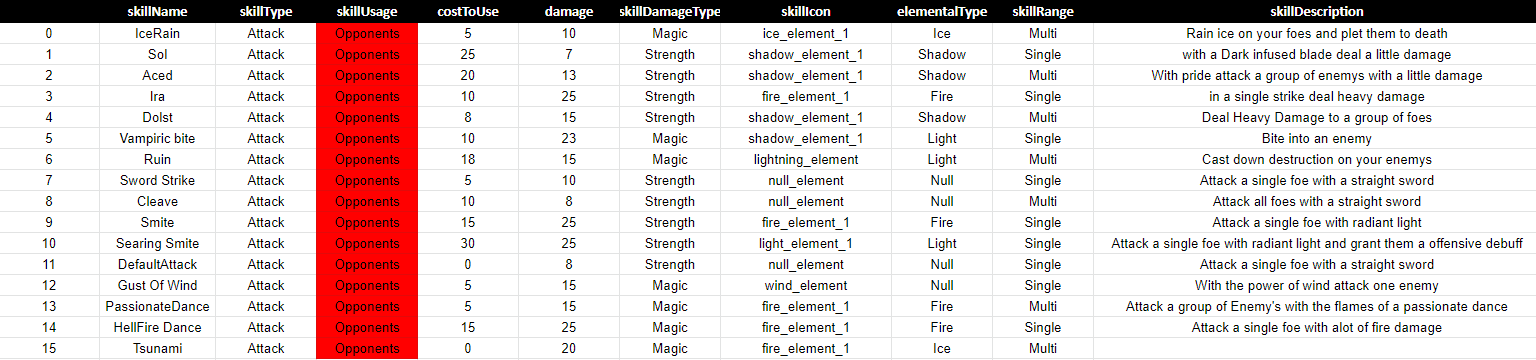 skillName skillType skillUsage costToUse damage skillDamageType skillIcon elementalType skillRange skillDescription
0 IceRain Attack Opponents 5 10 Magic ice_element_1 Ice Multi Rain ice on your foes and plet them to death
1 Sol Attack Opponents 25 7 Strength shadow_element_1 Shadow Single with a Dark infused blade deal a little damage
2 Aced Attack Opponents 20 13 Strength shadow_element_1 Shadow Multi With pride attack a group of enemys with a little damage
3 Ira Attack Opponents 10 25 Strength fire_element_1 Fire Single in a single strike deal heavy damage
4 Dolst Attack Opponents 8 15 Strength shadow_element_1 Shadow Multi Deal Heavy Damage to a group of foes
5 Vampiric bite Attack Opponents 10 23 Magic shadow_element_1 Light Single Bite into an enemy
6 Ruin Attack Opponents 18 15 Magic lightning_element Light Multi Cast down destruction on your enemys
7 Sword Strike Attack Opponents 5 10 Strength null_element Null Single Attack a single foe with a straight sword
8 Cleave Attack Opponents 10 8 Strength null_element Null Multi Attack all foes with a straight sword
9 Smite Attack Opponents 15 25 Strength fire_element_1 Fire Single Attack a single foe with radiant light
10 Searing Smite Attack Opponents 30 25 Strength light_element_1 Light Single Attack a single foe with radiant light and grant them a offensive debuff
11 DefaultAttack Attack Opponents 0 8 Strength null_element Null Single Attack a single foe with a straight sword
12 Gust Of Wind Attack Opponents 5 15 Magic wind_element Null Single With the power of wind attack one enemy
13 PassionateDance Attack Opponents 5 15 Magic fire_element_1 Fire Multi Attack a group of Enemy's with the flames of a passionate dance
14 HellFire Dance Attack Opponents 15 25 Magic fire_element_1 Fire Single Attack a single foe with alot of fire damage
15 Tsunami Attack Opponents 0 20 Magic fire_element_1 Ice Multi